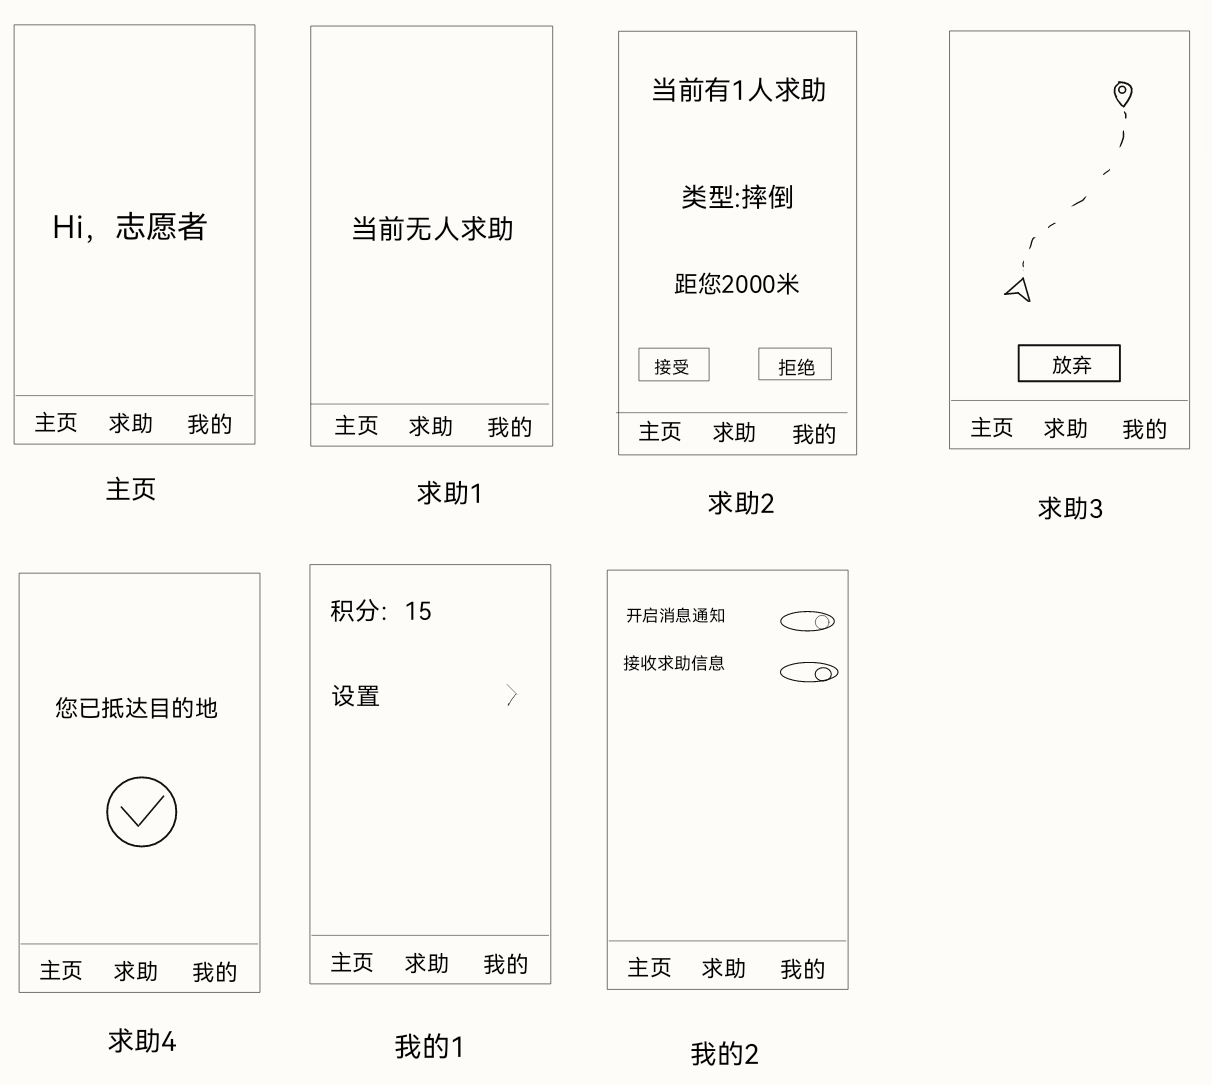 Hi，志愿者
主页 求助 我的
主页
当前无人求助
主页 求助 我的
求助1
当前有1人求助
类型:摔倒
距您2000米
接受 拒绝
主页 求助 我的
求助2
放弃
主页 求助 我的
求助3
您已抵达目的地
主页 求助 我的
求助4
积分：15
设置
主页 求助 我的
我的1
开启消息通知
接收求助信息
主页 求助 我的
我的2